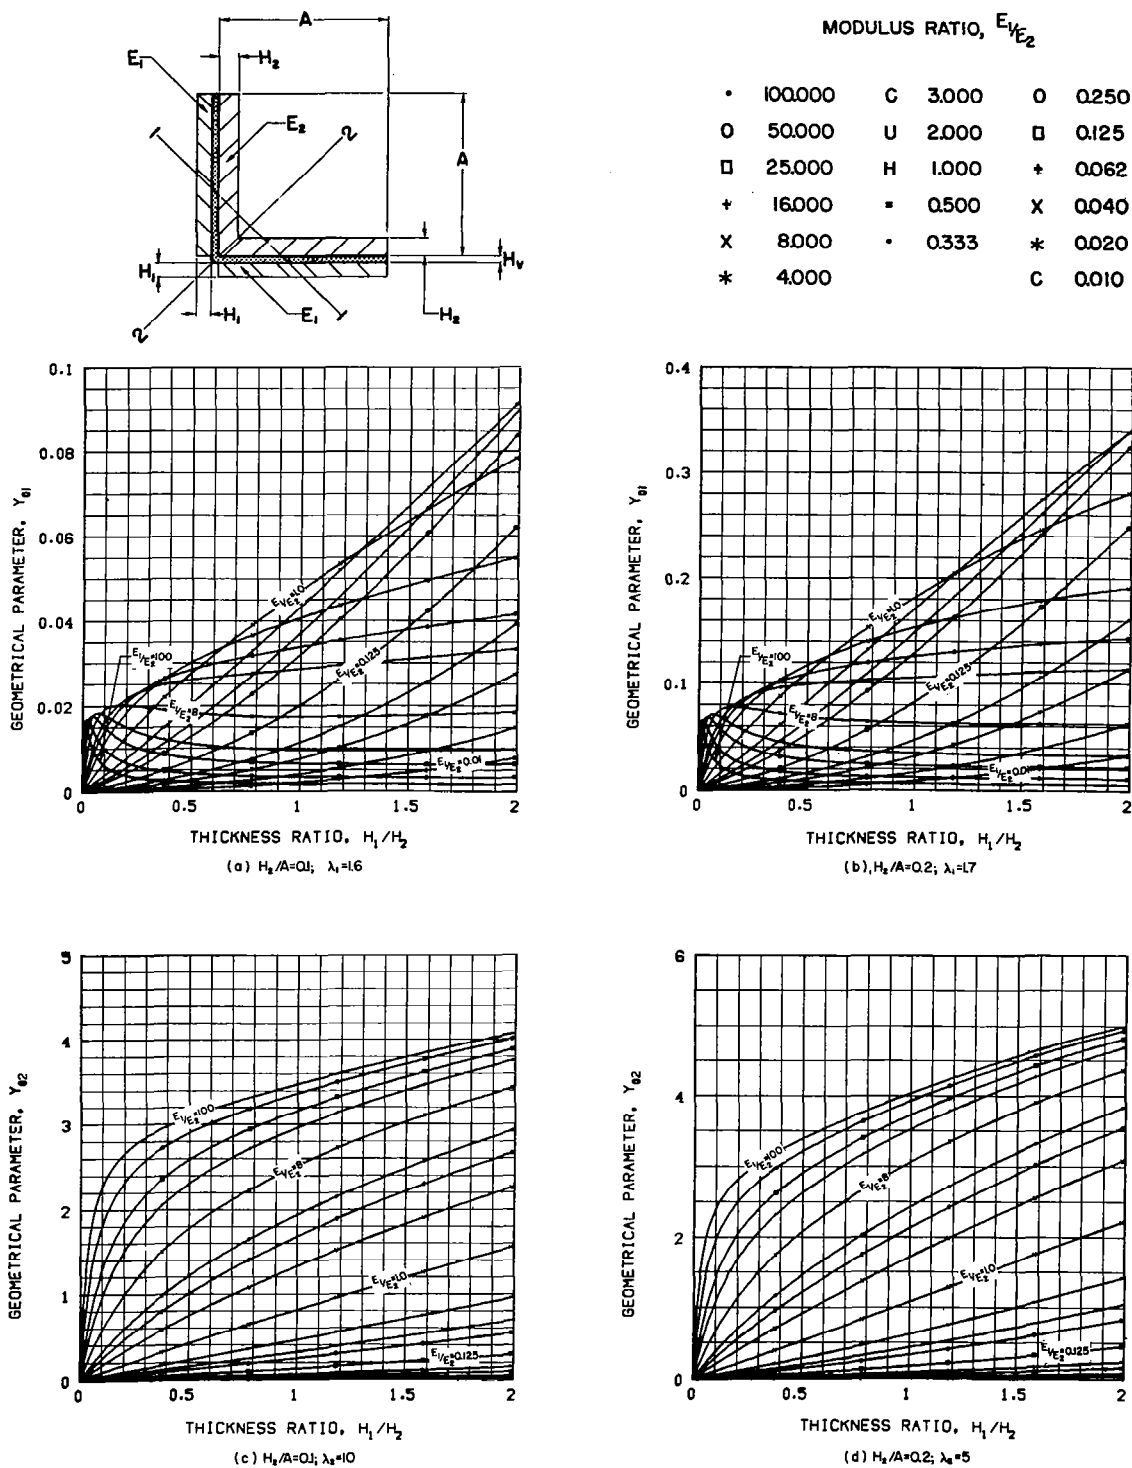 A
H₂
E₁
E₂
2
A
1
H₁
Hᵥ
H₁
E₁
1
H₂
2
MODULUS RATIO, E₁/E₂
• 100.000 C 3.000 O 0.250
O 50.000 U 2.000 □ 0.125
□ 25.000 H 1.000 + 0.062
+ 16.000 ▪ 0.500 X 0.040
X 8.000 • 0.333 * 0.020
* 4.000 C 0.010
GEOMETRICAL PARAMETER, Y₀₁
0.1
0.08
0.06
0.04
0.02
0
E₁/E₂=1.0
E₁/E₂=100
E₁/E₂=8
E₁/E₂=0.125
E₁/E₂=0.01
0 0.5 1 1.5 2
THICKNESS RATIO, H₁/H₂
(a) H₂/A=0.1; λ₁=1.6
GEOMETRICAL PARAMETER, Y₀₁
0.4
0.3
0.2
0.1
0
E₁/E₂=1.0
E₁/E₂=100
E₁/E₂=8
E₁/E₂=0.125
E₁/E₂=0.01
0 0.5 1 1.5 2
THICKNESS RATIO, H₁/H₂
(b), H₂/A=0.2; λ₁=1.7
GEOMETRICAL PARAMETER, Y₀₂
5
4
3
2
1
0
E₁/E₂=100
E₁/E₂=8
E₁/E₂=1.0
E₁/E₂=0.125
0 0.5 1 1.5 2
THICKNESS RATIO, H₁/H₂
(c) H₂/A=0.1; λ₂=10
GEOMETRICAL PARAMETER, Y₀₂
6
4
2
0
E₁/E₂=100
E₁/E₂=8
E₁/E₂=1.0
E₁/E₂=0.125
0 0.5 1 1.5 2
THICKNESS RATIO, H₁/H₂
(d) H₂/A=0.2; λ₂=5